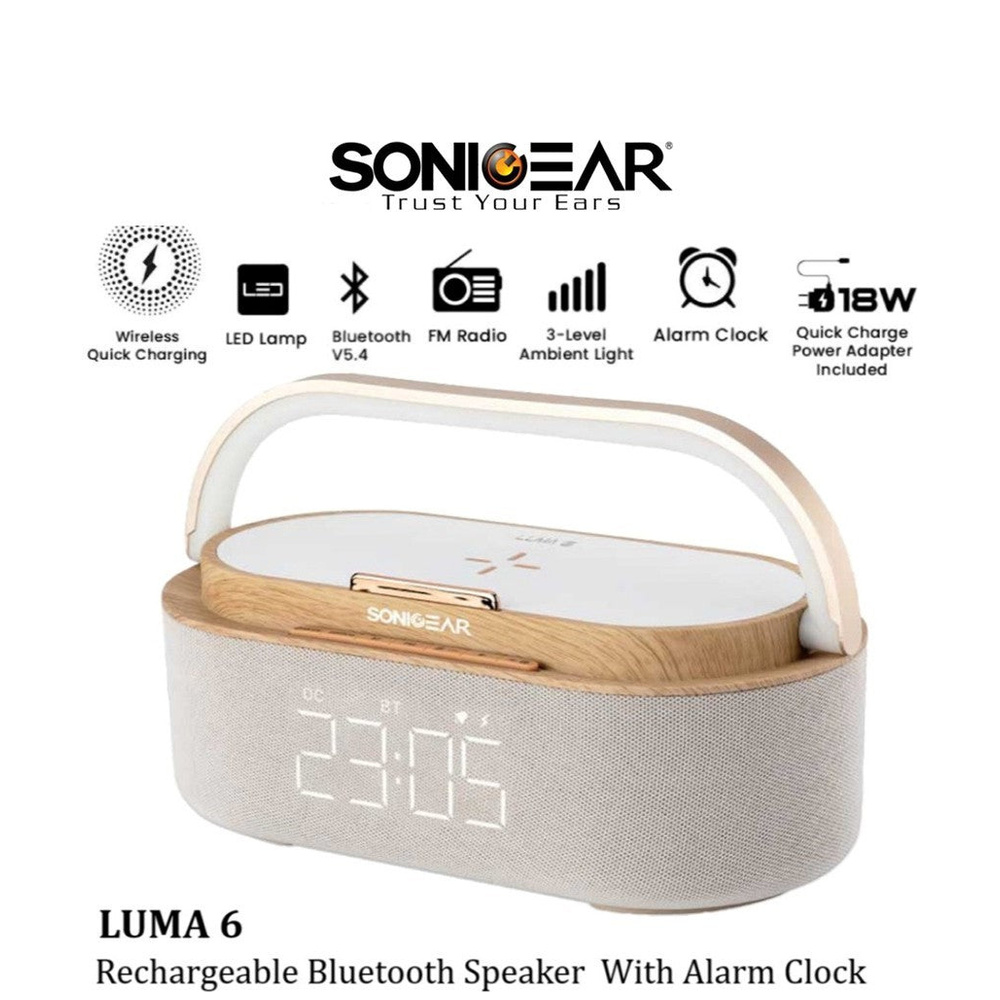 SONICGEAR®
Trust Your Ears
Wireless
Quick Charging
LED
LED Lamp
Bluetooth
V5.4
FM Radio
3-Level
Ambient Light
Alarm Clock
18W
Quick Charge
Power Adapter
Included
LUMA 6
SONICGEAR
OC
BT
23:05
LUMA 6
Rechargeable Bluetooth Speaker With Alarm Clock